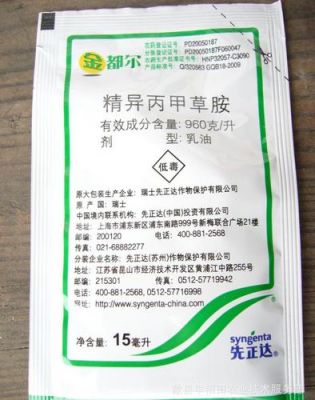 金都尔
农药登记证号: PD20050187
分装登记证号: PD20050187F060047
农药生产批准证书号: HNP32057-C3090
产品标准号: Q/320583 GQB18-2009
精异丙甲草胺
有效成分含量: 960克/升
剂 型: 乳油
低毒
原大包装生产企业: 瑞士先正达作物保护有限公司
原 产 国: 瑞士
中国境内联系机构: 先正达(中国)投资有限公司
地址: 上海市浦东新区浦东南路999号新梅联合广场21楼
邮编: 200120 电话: 400-881-2568
传真: 021-68882277
分装企业名称: 先正达(苏州)作物保护有限公司
地址: 江苏省昆山市经济技术开发区黄浦江中路255号
邮编: 215301 传真: 0512-57719942
电话: 400-881-2568, 0512-57716998
网址: http://www.syngenta-china.com
净含量: 15毫升
syngenta
先正达